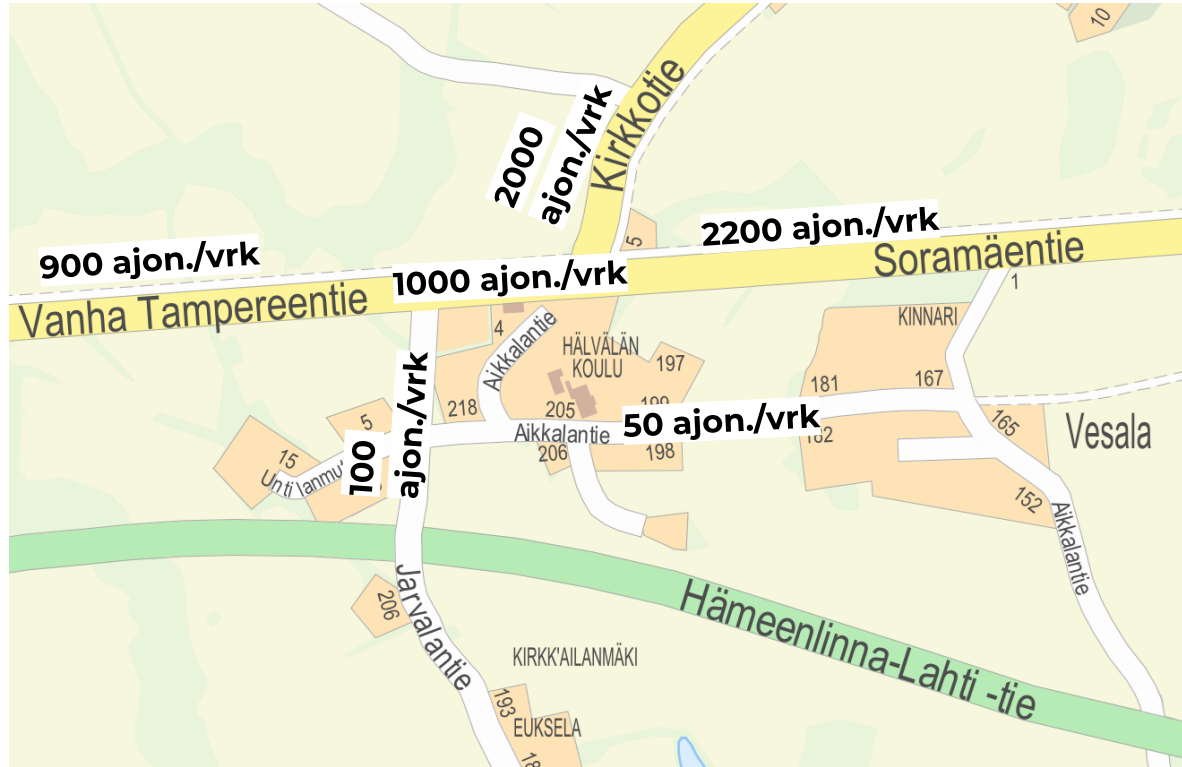 10
Kirkkotie
2000
ajon./vrk
5
2200 ajon./vrk
Soramäentie
900 ajon./vrk
1000 ajon./vrk
Vanha Tampereentie
1
KINNARI
4
Aikkalantie
HÄLVÄLÄN
KOULU
197
181
167
100
ajon./vrk
5
218
205
199
50 ajon./vrk
165
Vesala
Aikkalantie
182
206
198
15
152
Aikkalantie
Järvalantie
206
Hämeenlinna-Lahti -tie
KIRKK'AILANMÄKI
193
EUKSELA